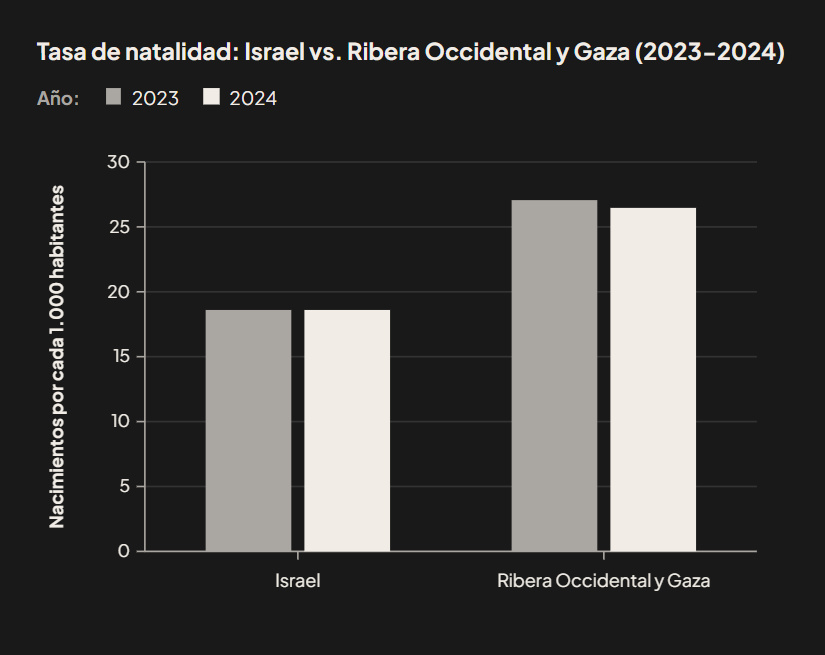 Tasa de natalidad: Israel vs. Ribera Occidental y Gaza (2023–2024)
Año: 2023 2024
Nacimientos por cada 1.000 habitantes
30
25
20
15
10
5
0
Israel Ribera Occidental y Gaza